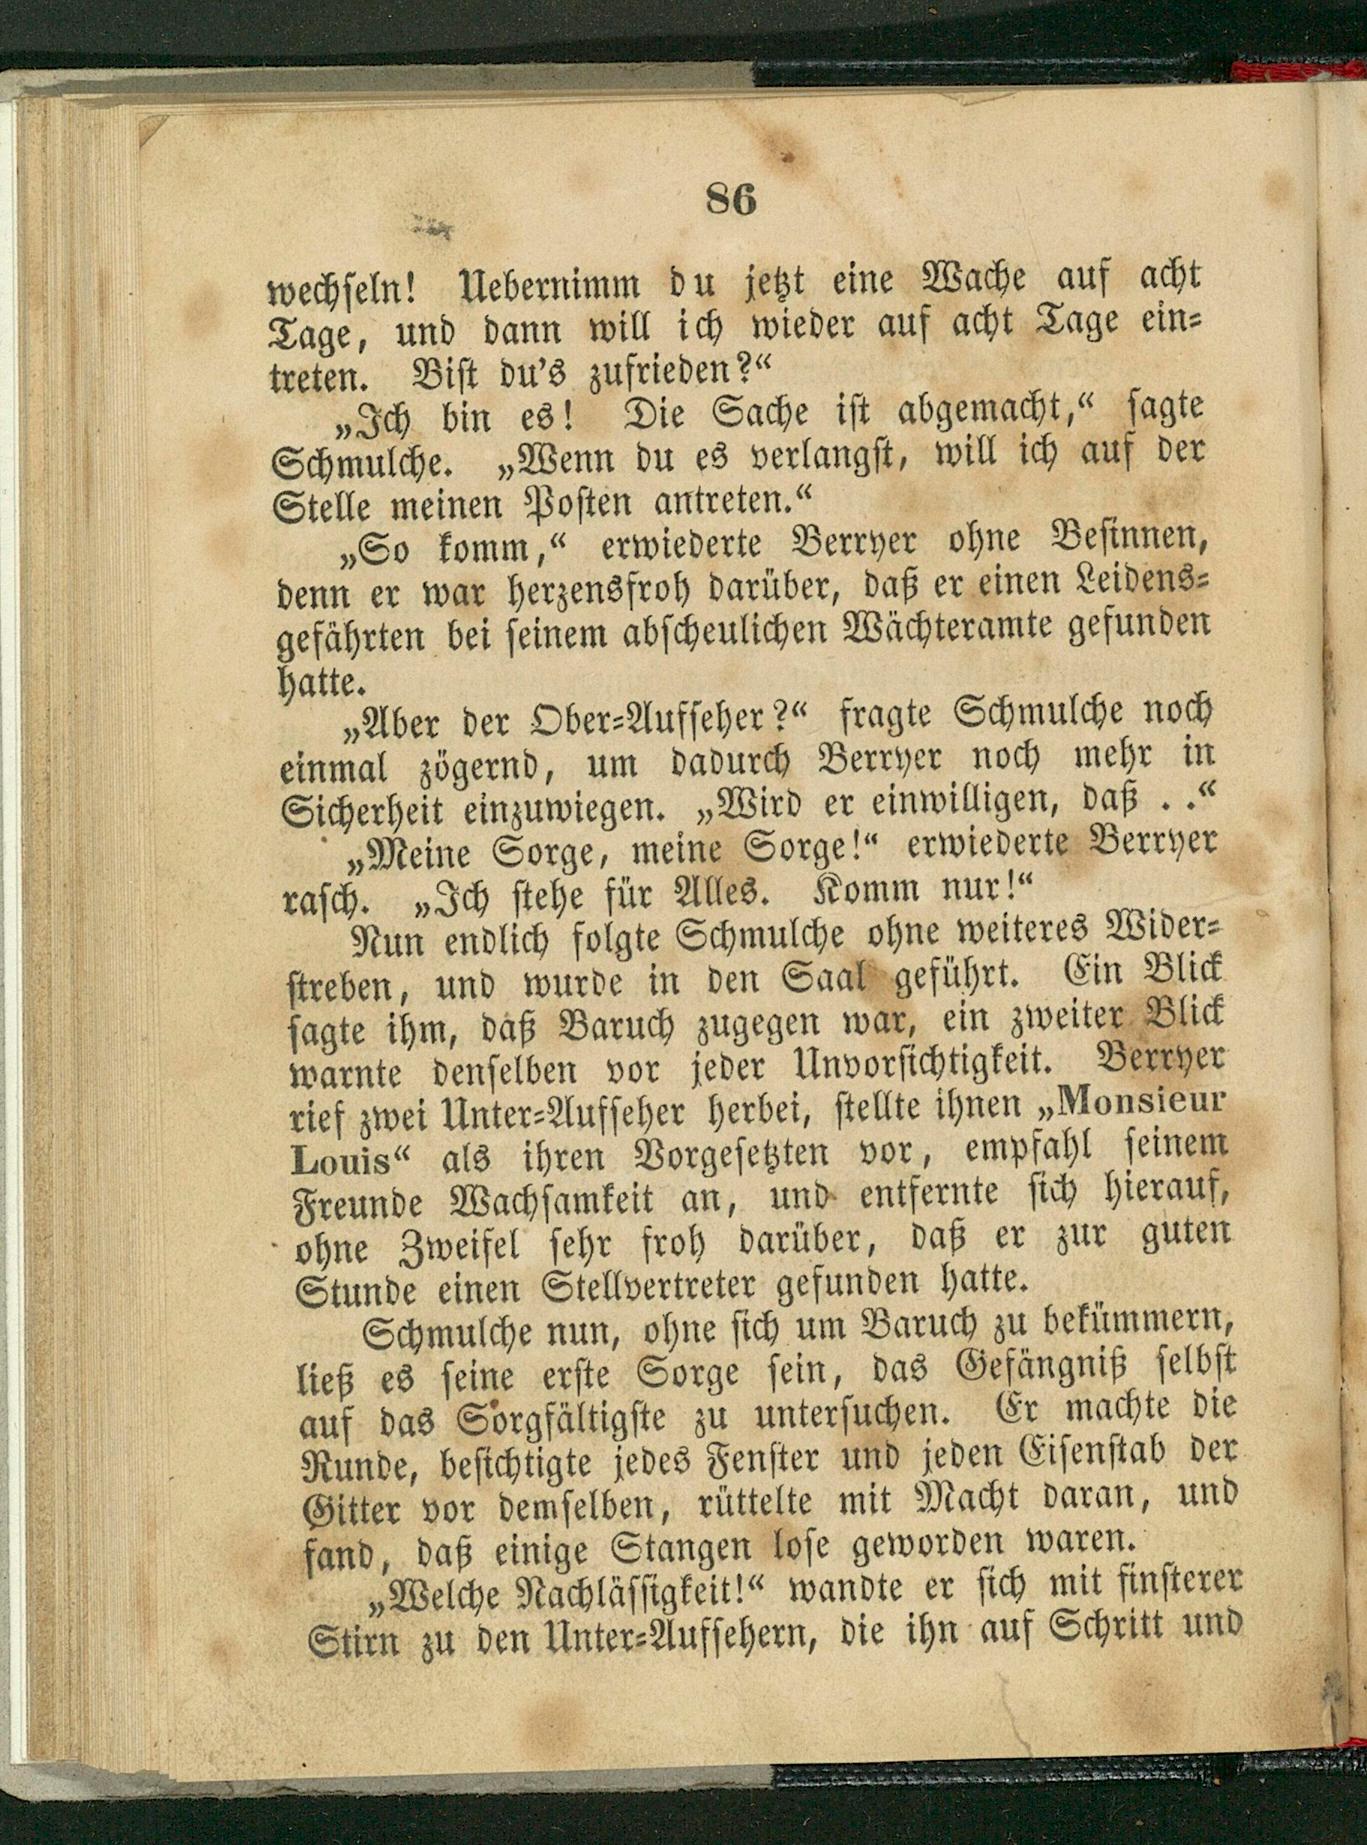 86
wechseln! Uebernimm du jetzt eine Wache auf acht
Tage, und dann will ich wieder auf acht Tage ein-
treten. Bist du's zufrieden?“
„Ich bin es! Die Sache ist abgemacht,“ sagte
Schmulche. „Wenn du es verlangst, will ich auf der
Stelle meinen Posten antreten.“
„So komm,“ erwiederte Berryer ohne Besinnen,
denn er war herzensfroh darüber, daß er einen Leidens-
gefährten bei seinem abscheulichen Wächteramte gefunden
hatte.
„Aber der Ober-Aufseher?“ fragte Schmulche noch
einmal zögernd, um dadurch Berryer noch mehr in
Sicherheit einzuwiegen. „Wird er einwilligen, daß . .“
„Meine Sorge, meine Sorge!“ erwiederte Berryer
rasch. „Ich stehe für Alles. Komm nur!“
Nun endlich folgte Schmulche ohne weiteres Wider-
streben, und wurde in den Saal geführt. Ein Blick
sagte ihm, daß Baruch zugegen war, ein zweiter Blick
warnte denselben vor jeder Unvorsichtigkeit. Berryer
rief zwei Unter-Aufseher herbei, stellte ihnen „Monsieur
Louis“ als ihren Vorgesetzten vor, empfahl seinem
Freunde Wachsamkeit an, und entfernte sich hierauf,
ohne Zweifel sehr froh darüber, daß er zur guten
Stunde einen Stellvertreter gefunden hatte.
Schmulche nun, ohne sich um Baruch zu bekümmern,
ließ es seine erste Sorge sein, das Gefängniß selbst
auf das Sorgfältigste zu untersuchen. Er machte die
Runde, besichtigte jedes Fenster und jeden Eisenstab der
Gitter vor demselben, rüttelte mit Macht daran, und
fand, daß einige Stangen lose geworden waren.
„Welche Nachlässigkeit!“ wandte er sich mit finsterer
Stirn zu den Unter-Aufsehern, die ihn auf Schritt und